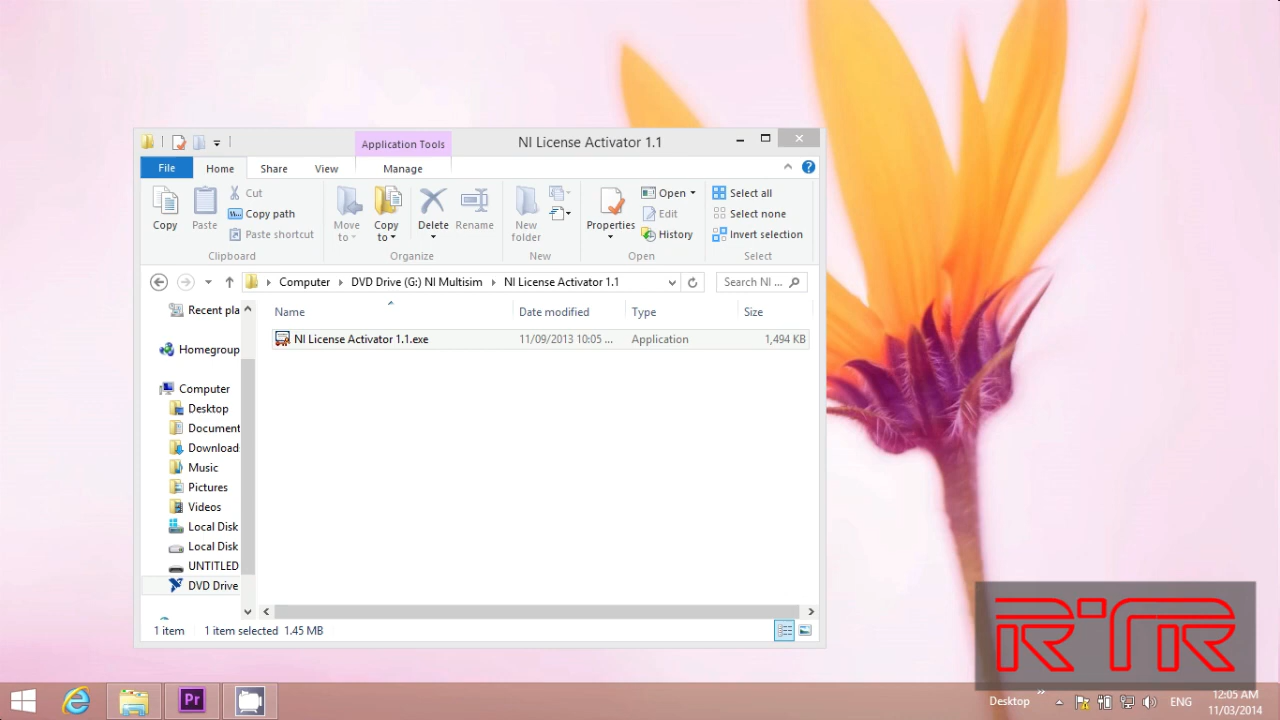 Application Tools
NI License Activator 1.1
File
Home
Share
View
Manage
Copy
Paste
Cut
Copy path
Paste shortcut
Clipboard
Move to
Copy to
Delete
Rename
Organize
New folder
New
Properties
Open
Edit
History
Open
Select all
Select none
Invert selection
Select
Computer
DVD Drive (G:) NI Multisim
NI License Activator 1.1
Search NI ...
Name
Date modified
Type
Size
NI License Activator 1.1.exe
11/09/2013 10:05 ...
Application
1,494 KB
Recent pla
Homegroup
Computer
Desktop
Document
Download
Music
Pictures
Videos
Local Disk
Local Disk
UNTITLED
DVD Drive
1 item
1 item selected 1.45 MB
RTR
Pr
Desktop
ENG
12:05 AM
11/03/2014